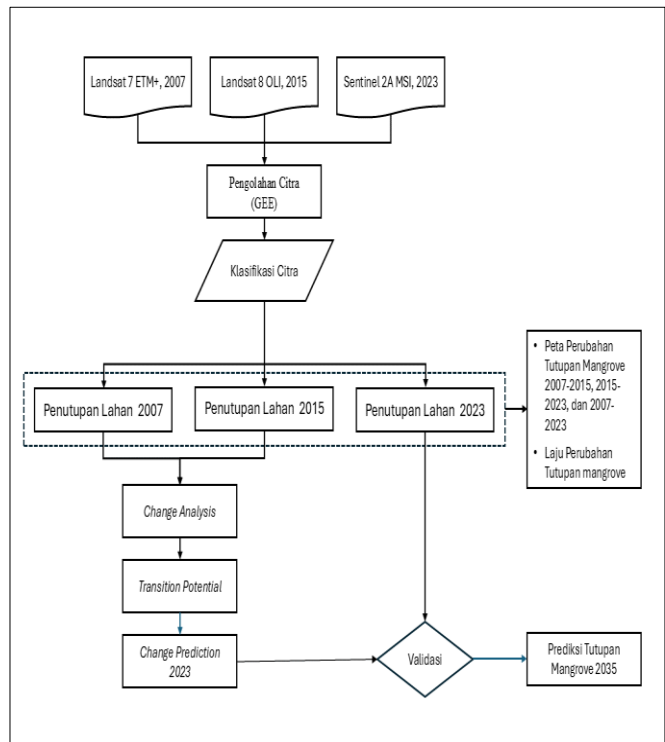 Landsat 7 ETM+, 2007
Landsat 8 OLI, 2015
Sentinel 2A MSI, 2023
Pengolahan Citra
(GEE)
Klasifikasi Citra
Penutupan Lahan 2007
Penutupan Lahan 2015
Penutupan Lahan 2023
• Peta Perubahan
Tutupan Mangrove
2007-2015, 2015-
2023, dan 2007-
2023
• Laju Perubahan
Tutupan mangrove
Change Analysis
Transition Potential
Change Prediction
2023
Validasi
Prediksi Tutupan
Mangrove 2035